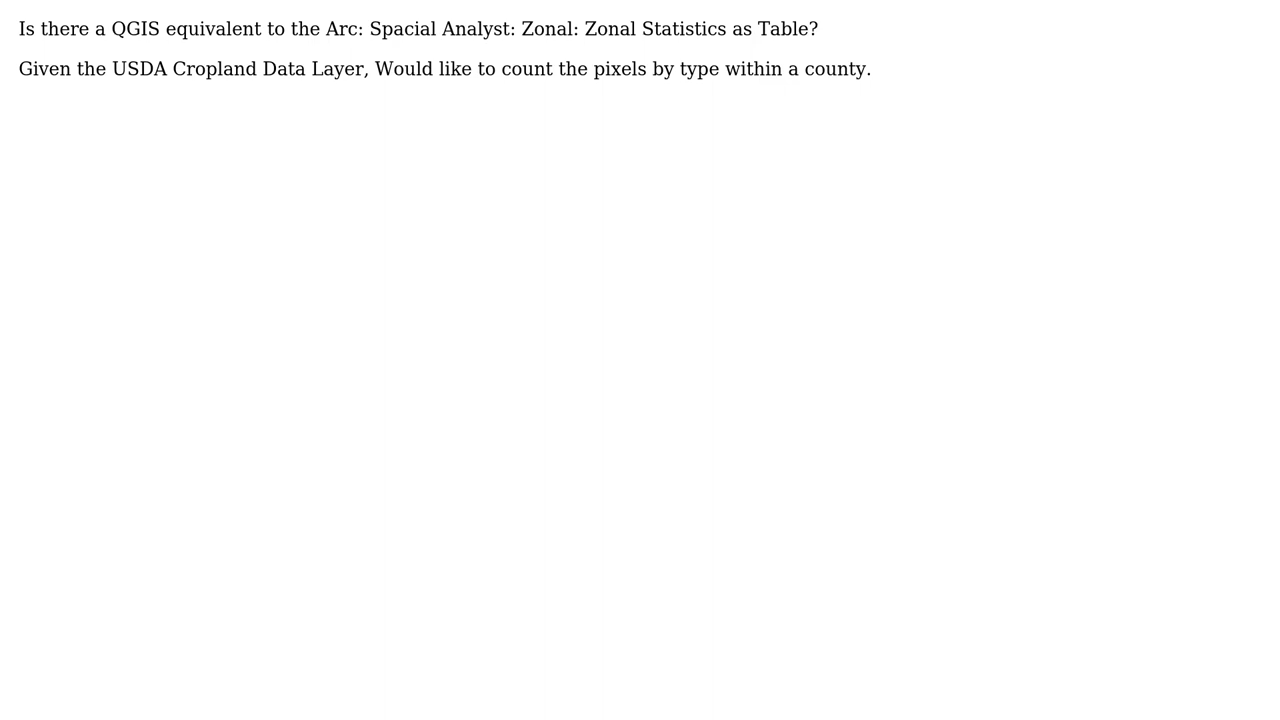 Is there a QGIS equivalent to the Arc: Spacial Analyst: Zonal: Zonal Statistics as Table?
Given the USDA Cropland Data Layer, Would like to count the pixels by type within a county.